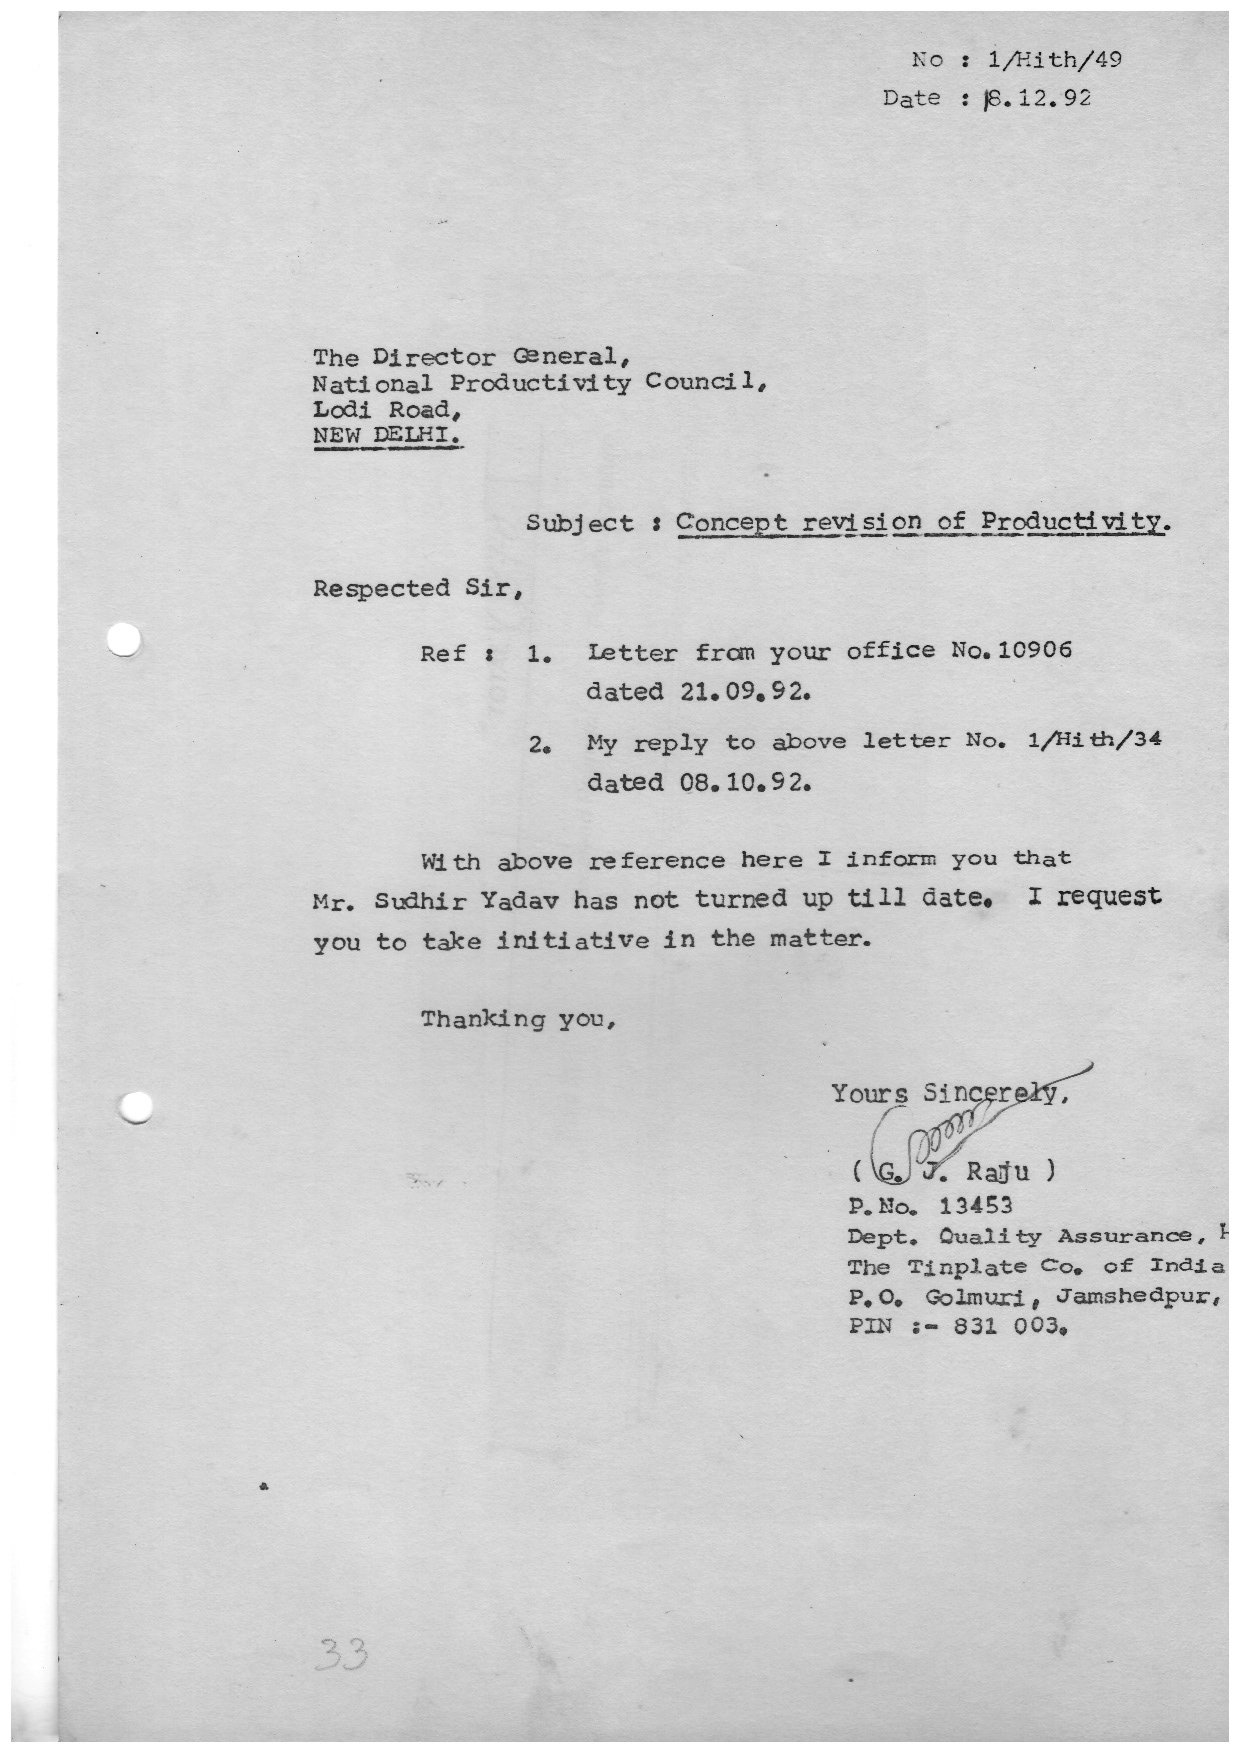 No : 1/Hith/49
Date : 18.12.92
The Director General,
National Productivity Council,
Lodi Road,
NEW DELHI.
Subject : Concept revision of Productivity.
Respected Sir,
Ref : 1. Letter from your office No.10906
dated 21.09.92.
2. My reply to above letter No. 1/Hith/34
dated 08.10.92.
With above reference here I inform you that
Mr. Sudhir Yadav has not turned up till date. I request
you to take initiative in the matter.
Thanking you,
Yours Sincerely,
( G. J. Raju )
P.No. 13453
Dept. Quality Assurance,
The Tinplate Co. of India
P.O. Golmuri, Jamshedpur,
PIN :- 831 003.
33